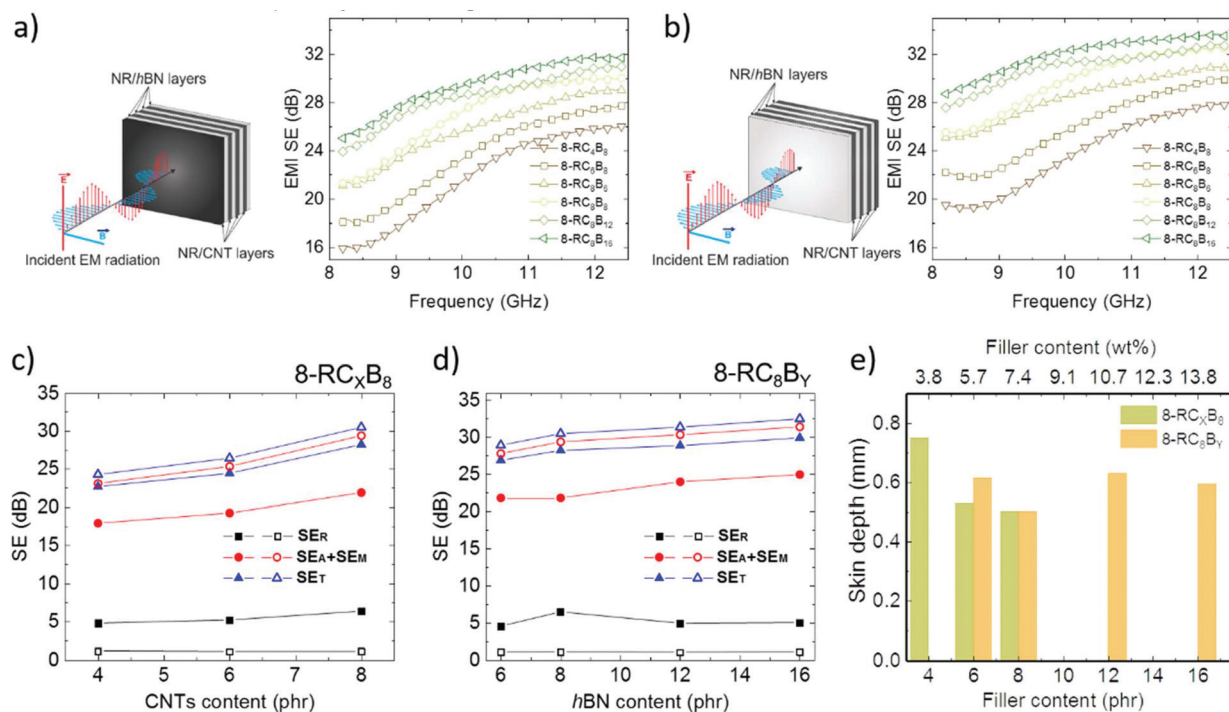 a)
NR/hBN layers
E
B
Incident EM radiation
NR/CNT layers
EMI SE (dB)
32
28
24
20
16
8
9
10
11
12
Frequency (GHz)
8-RC₄B₈
8-RC₆B₈
8-RC₈B₆
8-RC₈B₈
8-RC₈B₁₂
8-RC₈B₁₆
b)
NR/hBN layers
E
B
Incident EM radiation
NR/CNT layers
EMI SE (dB)
32
28
24
20
16
8
9
10
11
12
Frequency (GHz)
8-RC₄B₈
8-RC₆B₈
8-RC₈B₆
8-RC₈B₈
8-RC₈B₁₂
8-RC₈B₁₆
c)
8-RCXB₈
SE (dB)
35
30
25
20
15
10
5
0
SER
SEA+SEM
SET
4
5
6
7
8
CNTs content (phr)
d)
8-RC₈BY
SE (dB)
35
30
25
20
15
10
5
0
SER
SEA+SEM
SET
6
8
10
12
14
16
hBN content (phr)
e)
Filler content (wt%)
3.8 5.7 7.4 9.1 10.7 12.3 13.8
Skin depth (mm)
0.8
0.6
0.4
0.2
0.0
8-RCXB₈
8-RC₈BY
4 6 8 10 12 14 16
Filler content (phr)